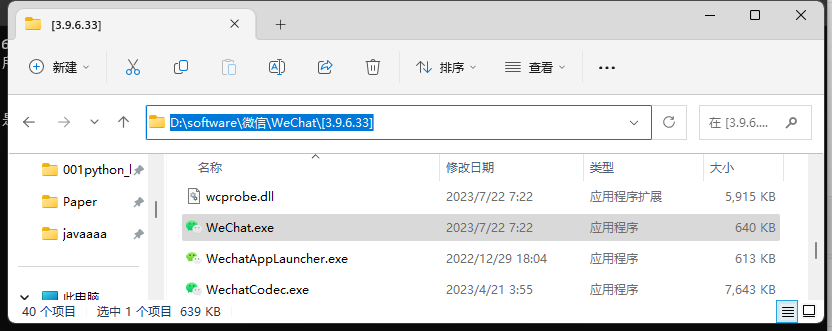 [3.9.6.33]
新建 排序 查看
D:\software\微信\WeChat\[3.9.6.33] 在 [3.9.6....
名称 修改日期 类型 大小
001python_l
wcprobe.dll 2023/7/22 7:22 应用程序扩展 5,915 KB
Paper
WeChat.exe 2023/7/22 7:22 应用程序 640 KB
javaaaa
WechatAppLauncher.exe 2022/12/29 18:04 应用程序 613 KB
此电脑
WechatCodec.exe 2023/4/21 3:55 应用程序 7,643 KB
40 个项目 选中 1 个项目 639 KB